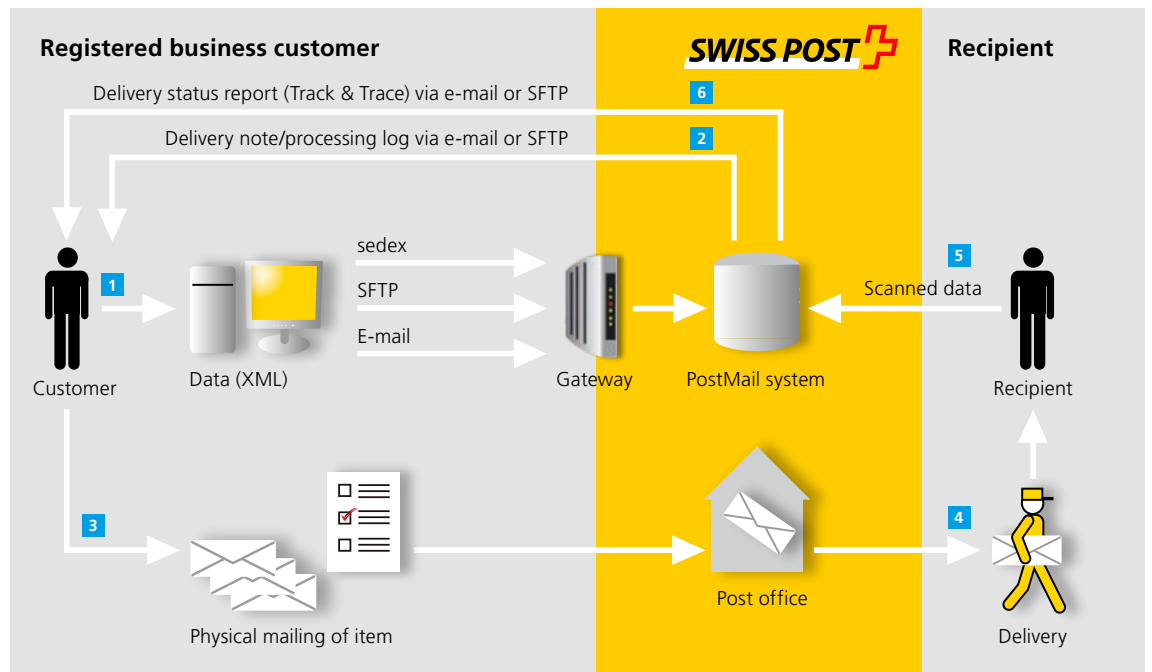 Registered business customer
SWISS POST
Recipient
Delivery status report (Track & Trace) via e-mail or SFTP
6
Delivery note/processing log via e-mail or SFTP
2
sedex
1
5
SFTP
Scanned data
E-mail
Customer
Data (XML)
Gateway
PostMail system
Recipient
3
4
Post office
Physical mailing of item
Delivery